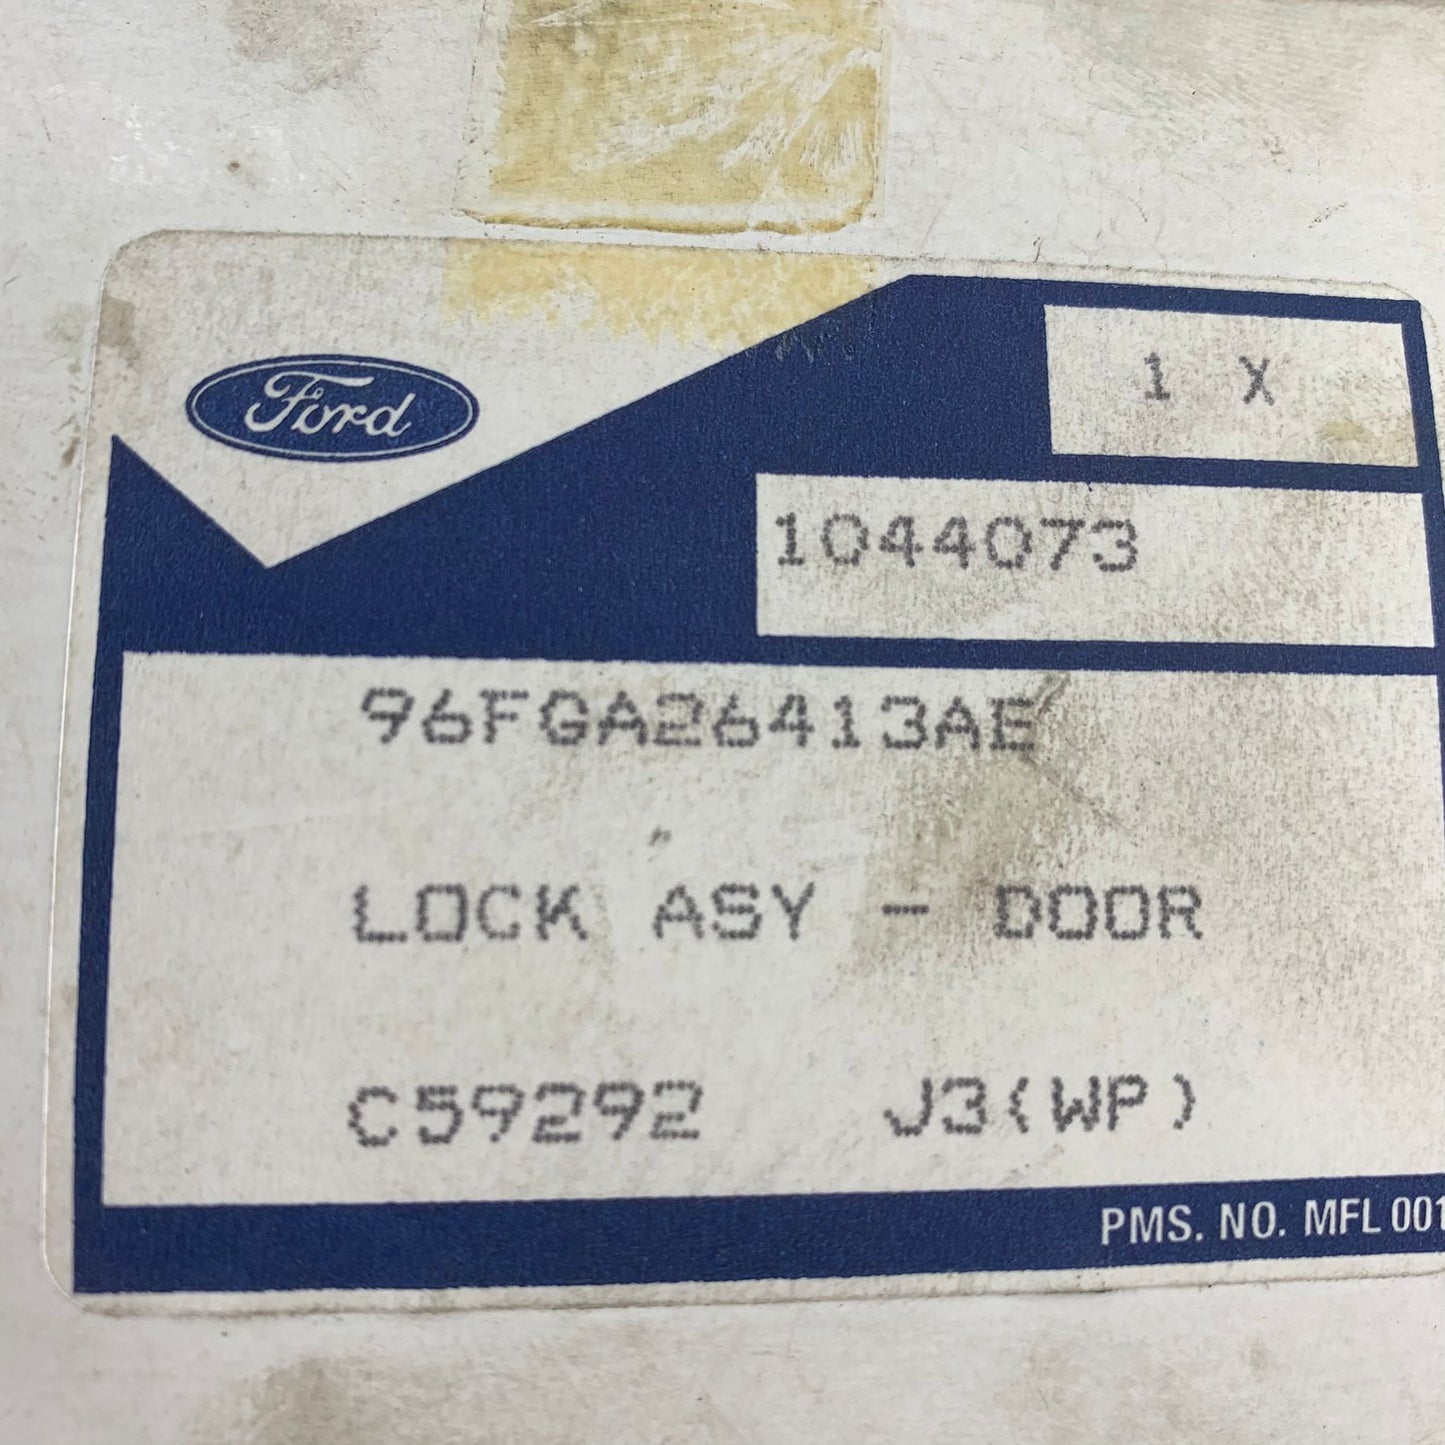 Ford
1 X
1044073
96FGA26413AE
LOCK ASY - DOOR
C59292 J3(WP)
PMS. NO. MFL 001